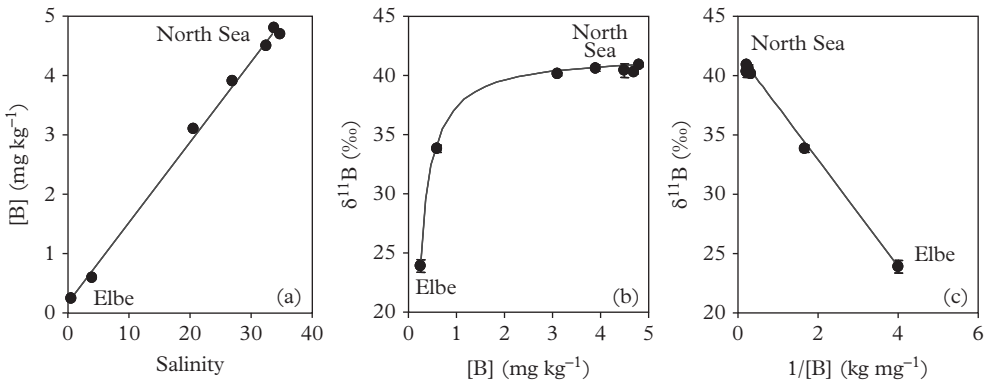 5
4
3
2
1
0
[B] (mg kg⁻¹)
North Sea
Elbe
(a)
0 10 20 30 40
Salinity
45
40
35
30
25
20
δ¹¹B (‰)
North
Sea
Elbe
(b)
0 1 2 3 4 5
[B] (mg kg⁻¹)
45
40
35
30
25
20
δ¹¹B (‰)
North Sea
Elbe
(c)
0 2 4 6
1/[B] (kg mg⁻¹)